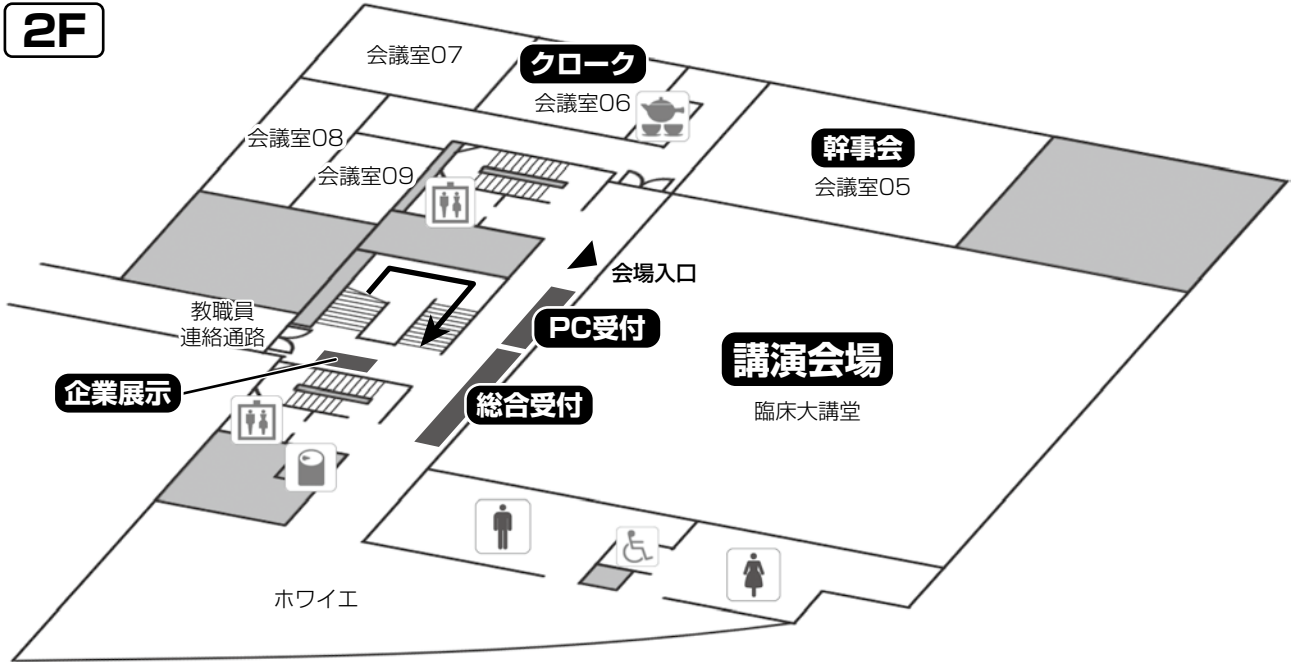 2F
会議室07
クローク
会議室06
会議室08
幹事会
会議室05
会議室09
会場入口
教職員
連絡通路
PC受付
講演会場
臨床大講堂
企業展示
総合受付
ホワイエ